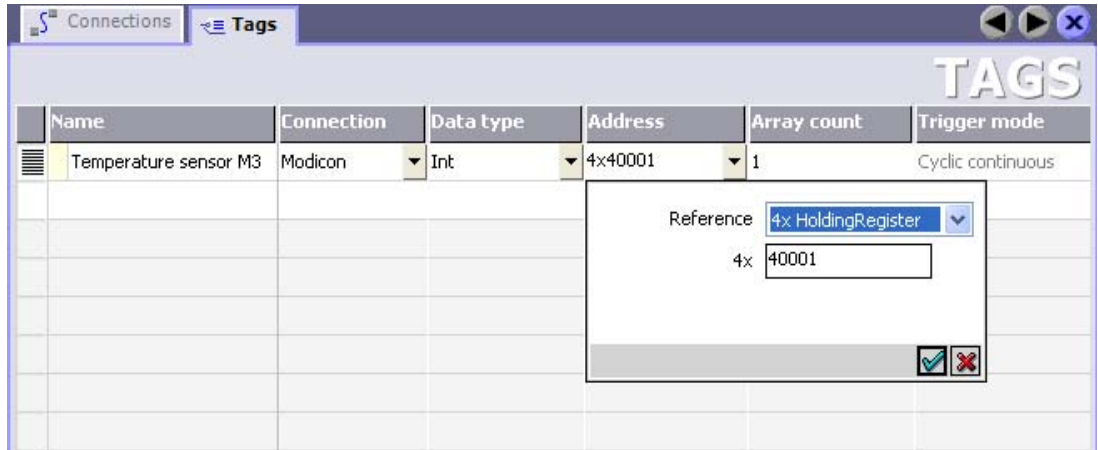 Connections Tags
TAGS
Name Connection Data type Address Array count Trigger mode
Temperature sensor M3 Modicon Int 4x40001 1 Cyclic continuous
Reference 4x HoldingRegister
4x 40001